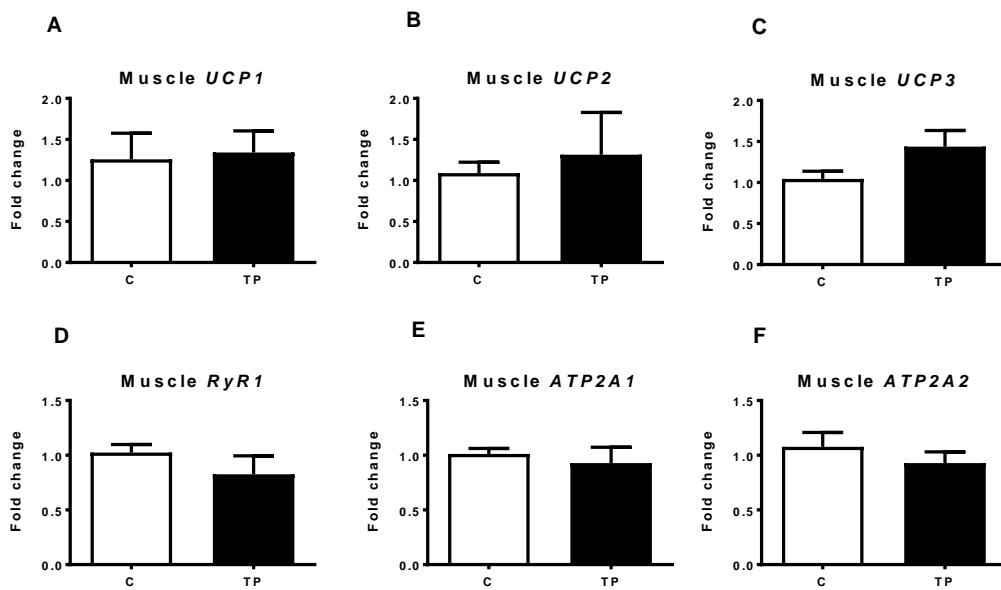 A
Muscle UCP1
Fold change
2.0
1.5
1.0
0.5
0.0
C TP
B
Muscle UCP2
Fold change
2.0
1.5
1.0
0.5
0.0
C TP
C
Muscle UCP3
Fold change
2.0
1.5
1.0
0.5
0.0
C TP
D
Muscle RyR1
Fold change
1.5
1.0
0.5
0.0
C TP
E
Muscle ATP2A1
Fold change
1.5
1.0
0.5
0.0
C TP
F
Muscle ATP2A2
Fold change
1.5
1.0
0.5
0.0
C TP